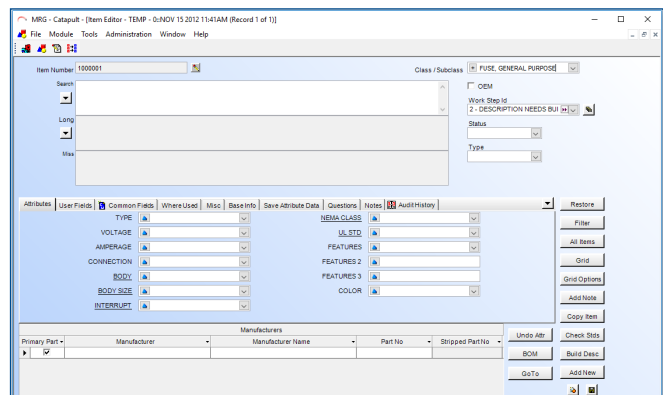 MRG - Catapult - [Item Editor - TEMP - 0::NOV 15 2012 11:41AM (Record 1 of 1)]
File Module Tools Administration Window Help
Item Number 1000001 Class / Subclass FUSE, GENERAL PURPOSE
Search
OEM
Work Step Id
2 - DESCRIPTION NEEDS BUI
Long
Status
Miss
Type
Attributes User Fields Common Fields Where Used Misc Base Info Save Attribute Data Questions Notes Audit History Restore
TYPE NEMA CLASS
Filter
VOLTAGE UL STD
All Items
AMPERAGE FEATURES
Grid
CONNECTION FEATURES 2
BODY FEATURES 3
Grid Options
BODY SIZE COLOR
Add Note
INTERRUPT
Copy Item
Manufacturers
Undo Attr Check Stds
Primary Part Manufacturer Manufacturer Name Part No Stripped Part No
BOM Build Desc
GoTo Add New